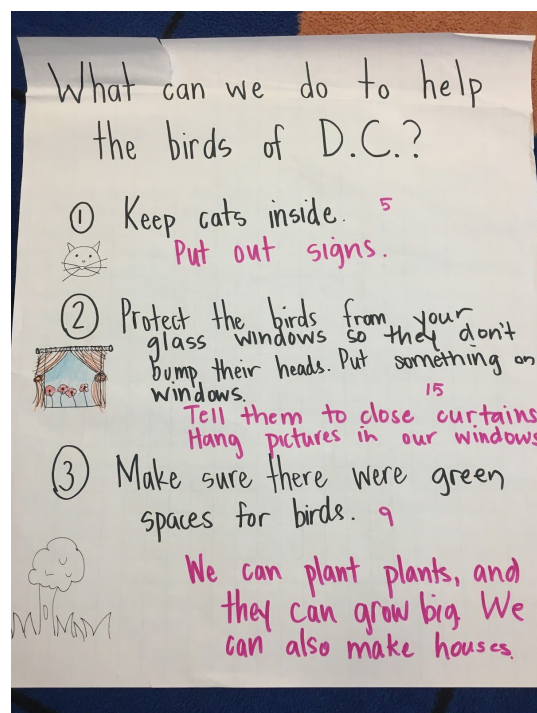 What can we do to help
the birds of D.C.?
① Keep cats inside. 5
Put out signs.
② Protect the birds from your
glass windows so they don't
bump their heads. Put something on
windows. 15
Tell them to close curtains
Hang pictures in our windows
③ Make sure there were green
spaces for birds. 9
We can plant plants, and
they can grow big. We
can also make houses.